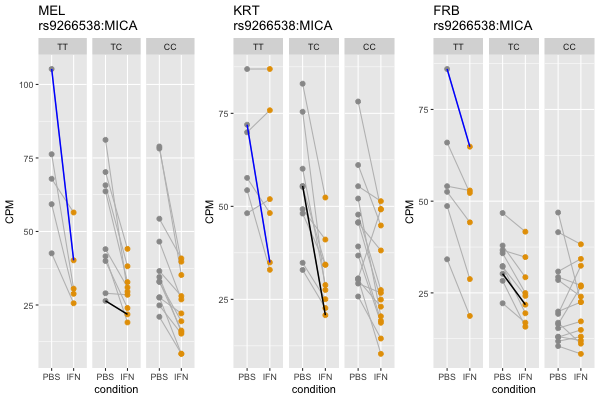 MEL
rs9266538:MICA
TT TC CC
CPM
100
75
50
25
PBS IFN PBS IFN PBS IFN
condition
KRT
rs9266538:MICA
TT TC CC
CPM
75
50
25
PBS IFN PBS IFN PBS IFN
condition
FRB
rs9266538:MICA
TT TC CC
CPM
75
50
25
PBS IFN PBS IFN PBS IFN
condition